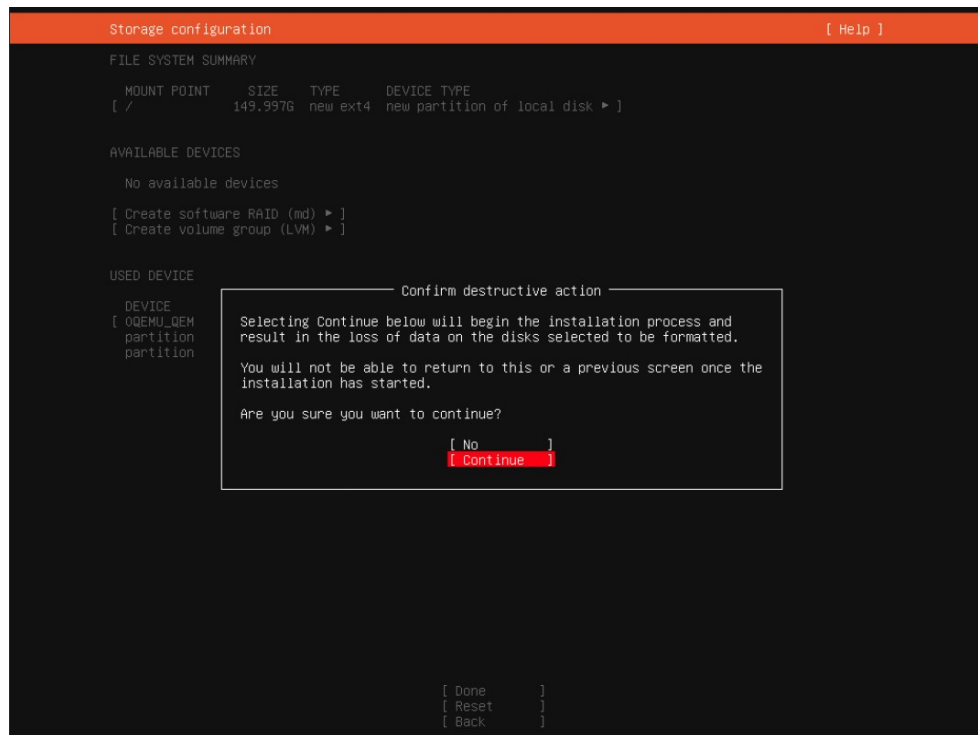 Storage configuration [ Help ]
FILE SYSTEM SUMMARY
MOUNT POINT SIZE TYPE DEVICE TYPE
[ / 149.997G new ext4 new partition of local disk ▸ ]
AVAILABLE DEVICES
No available devices
[ Create software RAID (md) ▸ ]
[ Create volume group (LVM) ▸ ]
USED DEVICE
DEVICE
[ OQEMU_QEM
partition
partition
Confirm destructive action
Selecting Continue below will begin the installation process and
result in the loss of data on the disks selected to be formatted.
You will not be able to return to this or a previous screen once the
installation has started.
Are you sure you want to continue?
[ No ]
[ Continue ]
[ Done ]
[ Reset ]
[ Back ]